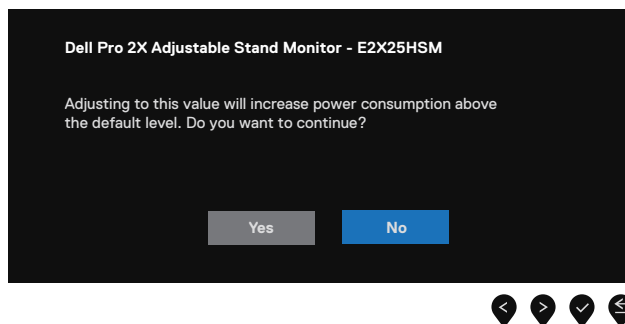 Dell Pro 2X Adjustable Stand Monitor - E2X25HSM
Adjusting to this value will increase power consumption above
the default level. Do you want to continue?
Yes No